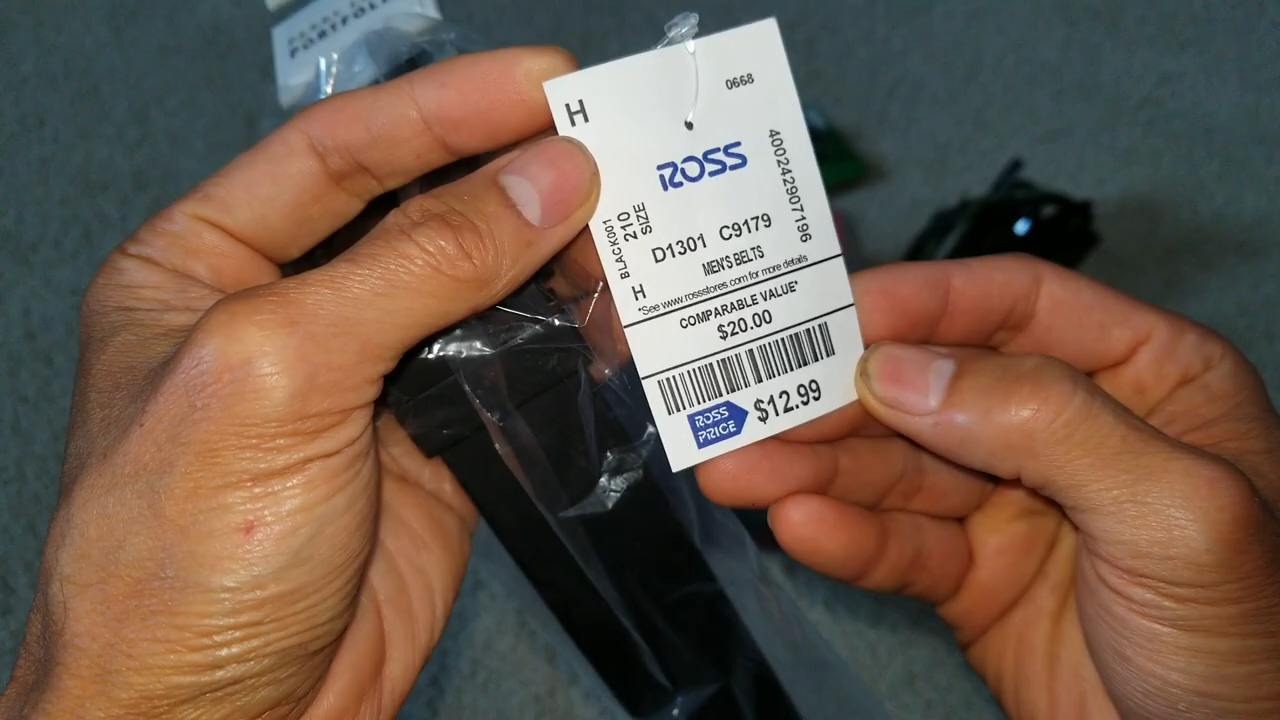 PORTFOLIO
H
0668
ROSS
400242907196
BLACK001
210
SIZE
D1301 C9179
MEN'S BELTS
H
*See www.rossstores.com for more details
COMPARABLE VALUE*
$20.00
ROSS
PRICE
$12.99